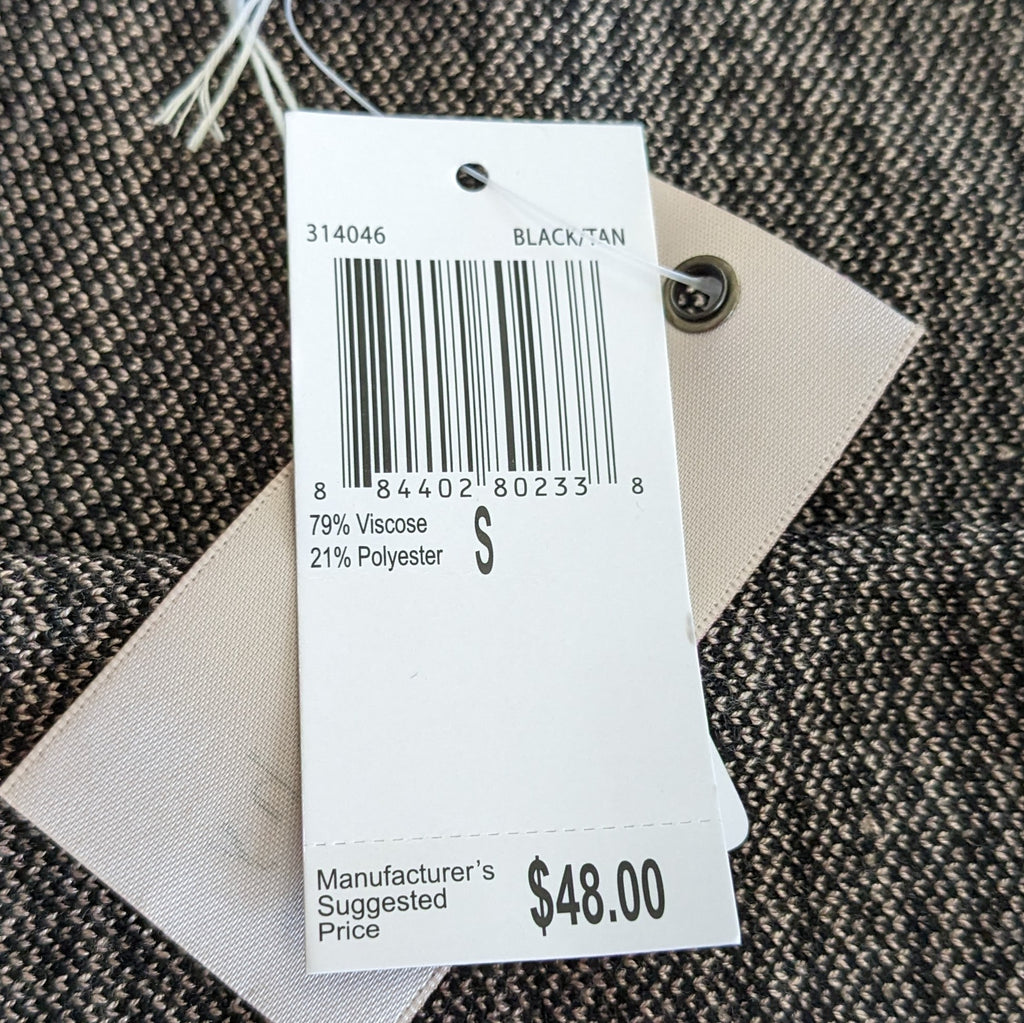 314046 BLACK/TAN
8 84402 80233 8
79% Viscose
21% Polyester
S
Manufacturer's
Suggested
Price
$48.00